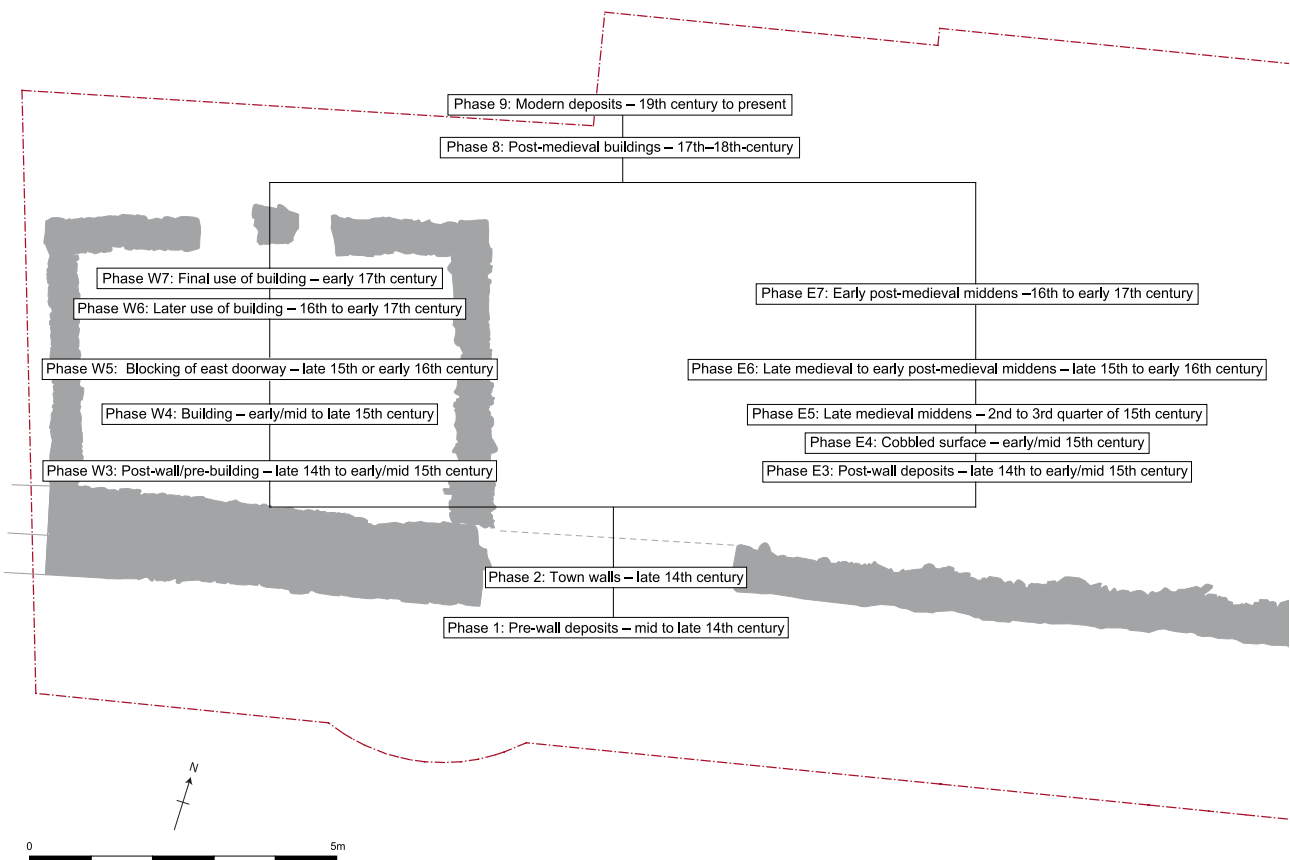 Phase 9: Modern deposits – 19th century to present
Phase 8: Post-medieval buildings – 17th–18th-century
Phase W7: Final use of building – early 17th century
Phase W6: Later use of building – 16th to early 17th century
Phase W5:  Blocking of east doorway – late 15th or early 16th century
Phase W4: Building – early/mid to late 15th century
Phase W3: Post-wall/pre-building – late 14th to early/mid 15th century
Phase E7: Early post-medieval middens –16th to early 17th century
Phase E6: Late medieval to early post-medieval middens – late 15th to early 16th century
Phase E5: Late medieval middens – 2nd to 3rd quarter of 15th century
Phase E4: Cobbled surface – early/mid 15th century
Phase E3: Post-wall deposits – late 14th to early/mid 15th century
Phase 2: Town walls – late 14th century
Phase 1: Pre-wall deposits – mid to late 14th century
N
0 5m